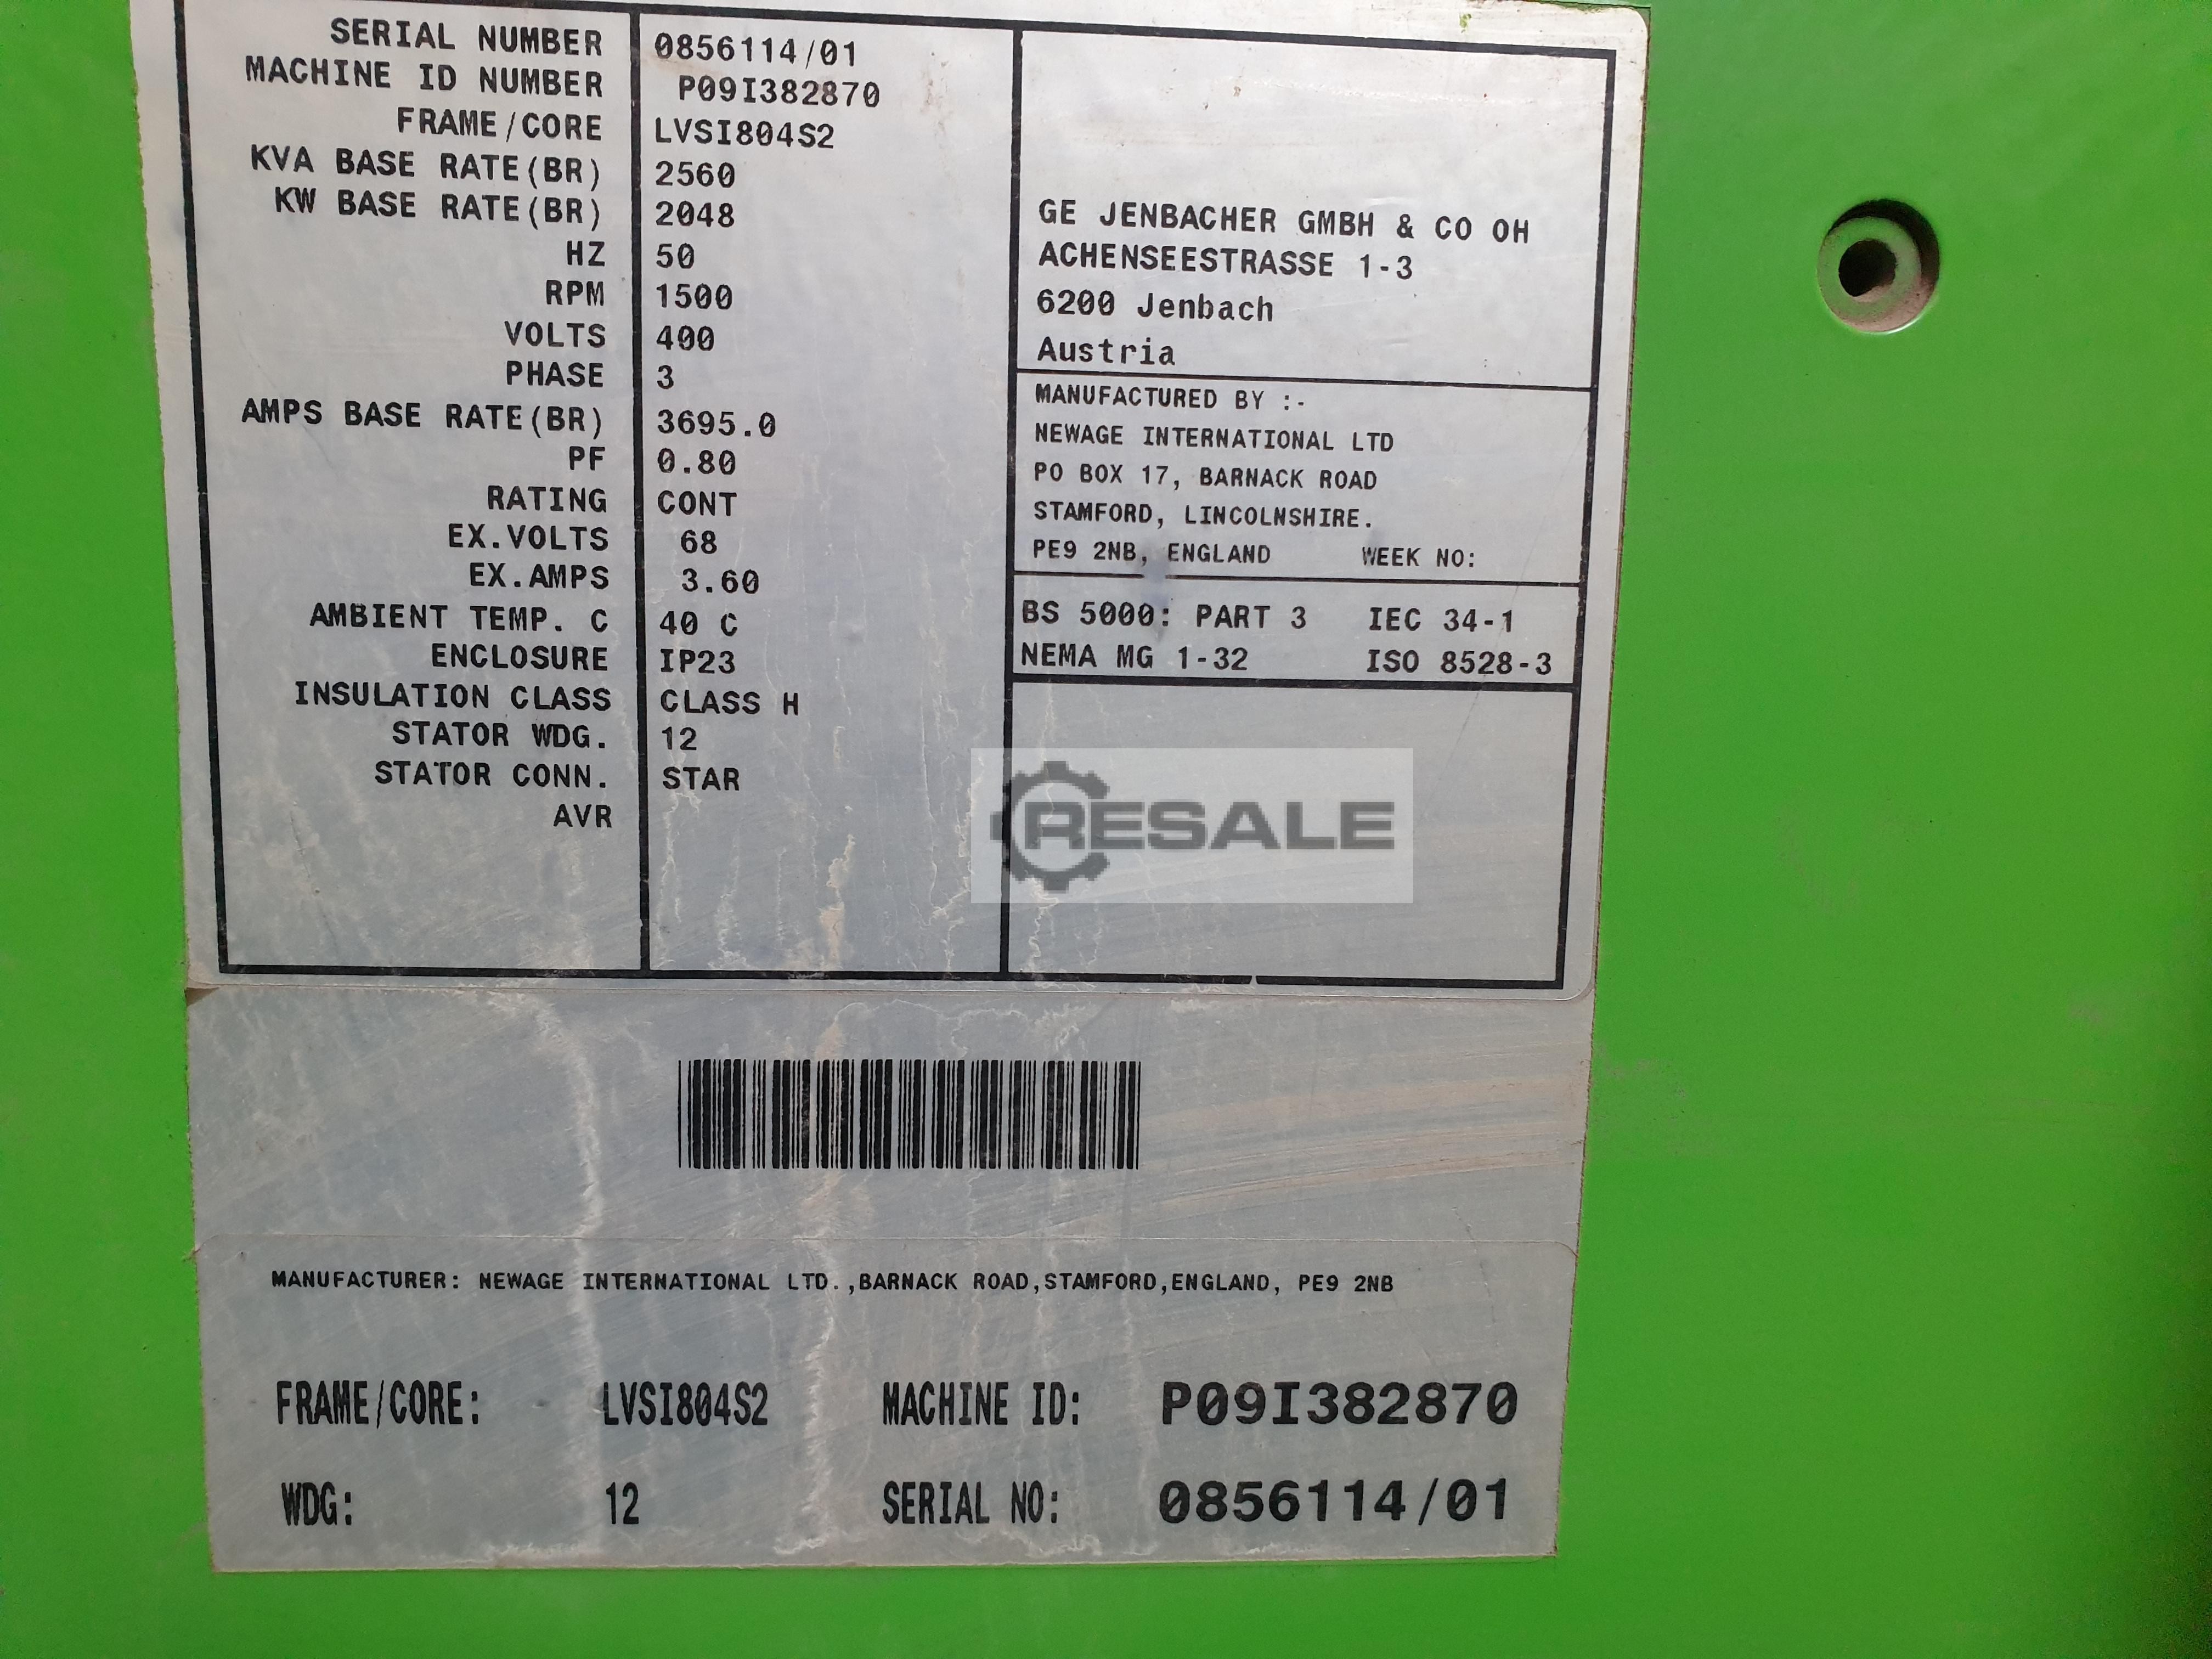 SERIAL NUMBER 0856114/01
MACHINE ID NUMBER P09I382870
FRAME/CORE LVSI804S2
KVA BASE RATE(BR) 2560
KW BASE RATE(BR) 2048
HZ 50
RPM 1500
VOLTS 400
PHASE 3
AMPS BASE RATE(BR) 3695.0
PF 0.80
RATING CONT
EX.VOLTS 68
EX.AMPS 3.60
AMBIENT TEMP. C 40 C
ENCLOSURE IP23
INSULATION CLASS CLASS H
STATOR WDG. 12
STATOR CONN. STAR
AVR
GE JENBACHER GMBH & CO OH
ACHENSEESTRASSE 1-3
6200 Jenbach
Austria
MANUFACTURED BY :-
NEWAGE INTERNATIONAL LTD
PO BOX 17, BARNACK ROAD
STAMFORD, LINCOLNSHIRE.
PE9 2NB, ENGLAND WEEK NO:
BS 5000: PART 3 IEC 34-1
NEMA MG 1-32 ISO 8528-3
RESALE
MANUFACTURER: NEWAGE INTERNATIONAL LTD.,BARNACK ROAD,STAMFORD,ENGLAND, PE9 2NB
FRAME/CORE: LVSI804S2 MACHINE ID: P09I382870
WDG: 12 SERIAL NO: 0856114/01